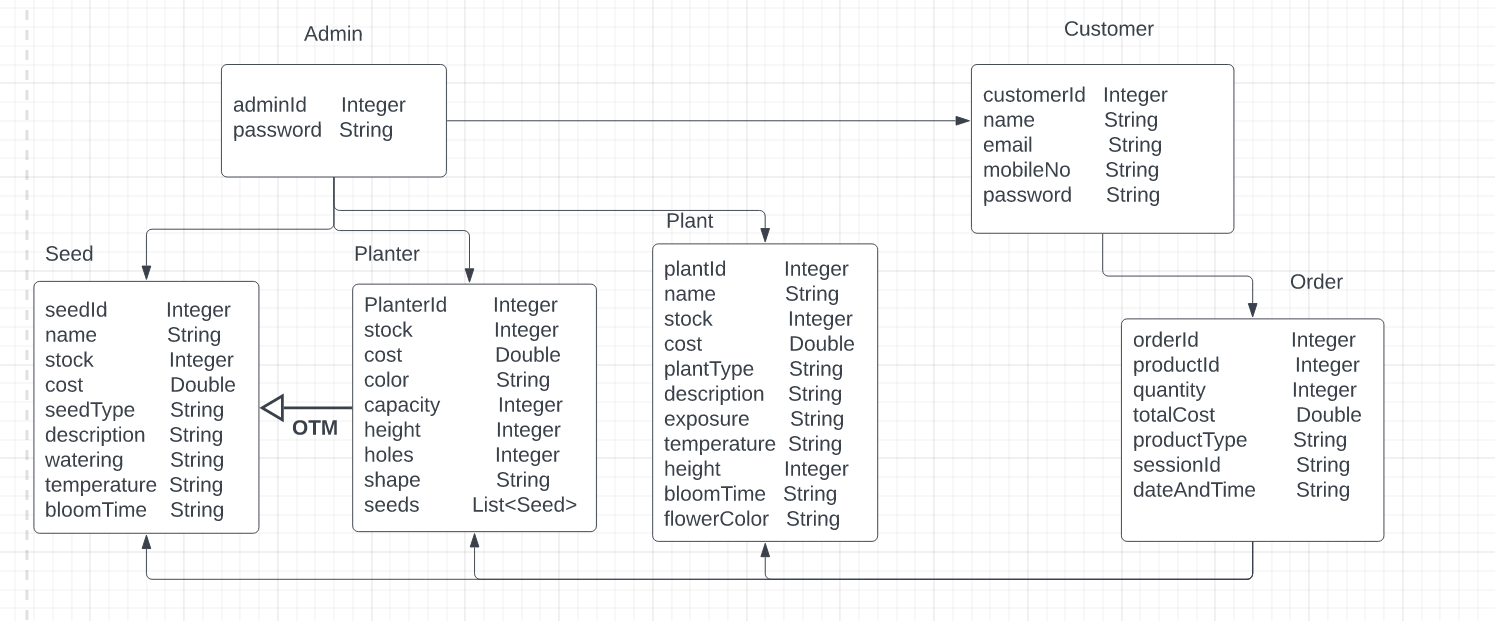 Admin
adminId Integer
password String
Customer
customerId Integer
name String
email String
mobileNo String
password String
Seed
seedId Integer
name String
stock Integer
cost Double
seedType String
description String
watering String
temperature String
bloomTime String
OTM
Planter
PlanterId Integer
stock Integer
cost Double
color String
capacity Integer
height Integer
holes Integer
shape String
seeds List<Seed>
Plant
plantId Integer
name String
stock Integer
cost Double
plantType String
description String
exposure String
temperature String
height Integer
bloomTime String
flowerColor String
Order
orderId Integer
productId Integer
quantity Integer
totalCost Double
productType String
sessionId String
dateAndTime String